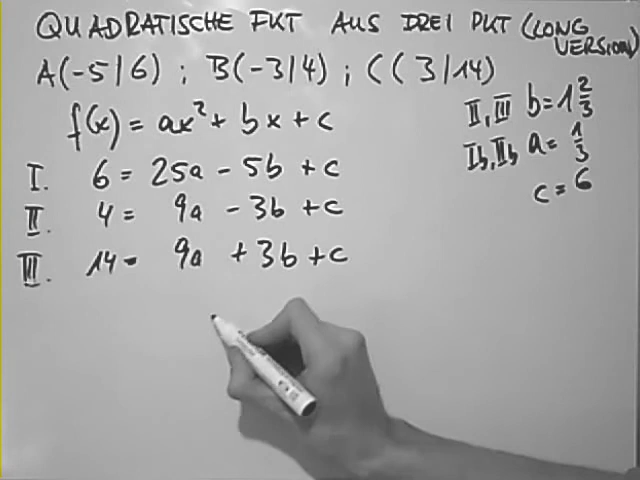 QUADRATISCHE FKT AUS DREI PKT (LONG VERSION)
A(-5|6) ; B(-3|4) ; C(3|14)
f(x) = ax² + bx + c
I. 6 = 25a - 5b + c
II. 4 = 9a - 3b + c
III. 14 = 9a + 3b + c
II, III b = 1 2/3
Ib, IIb a = 1/3
c = 6